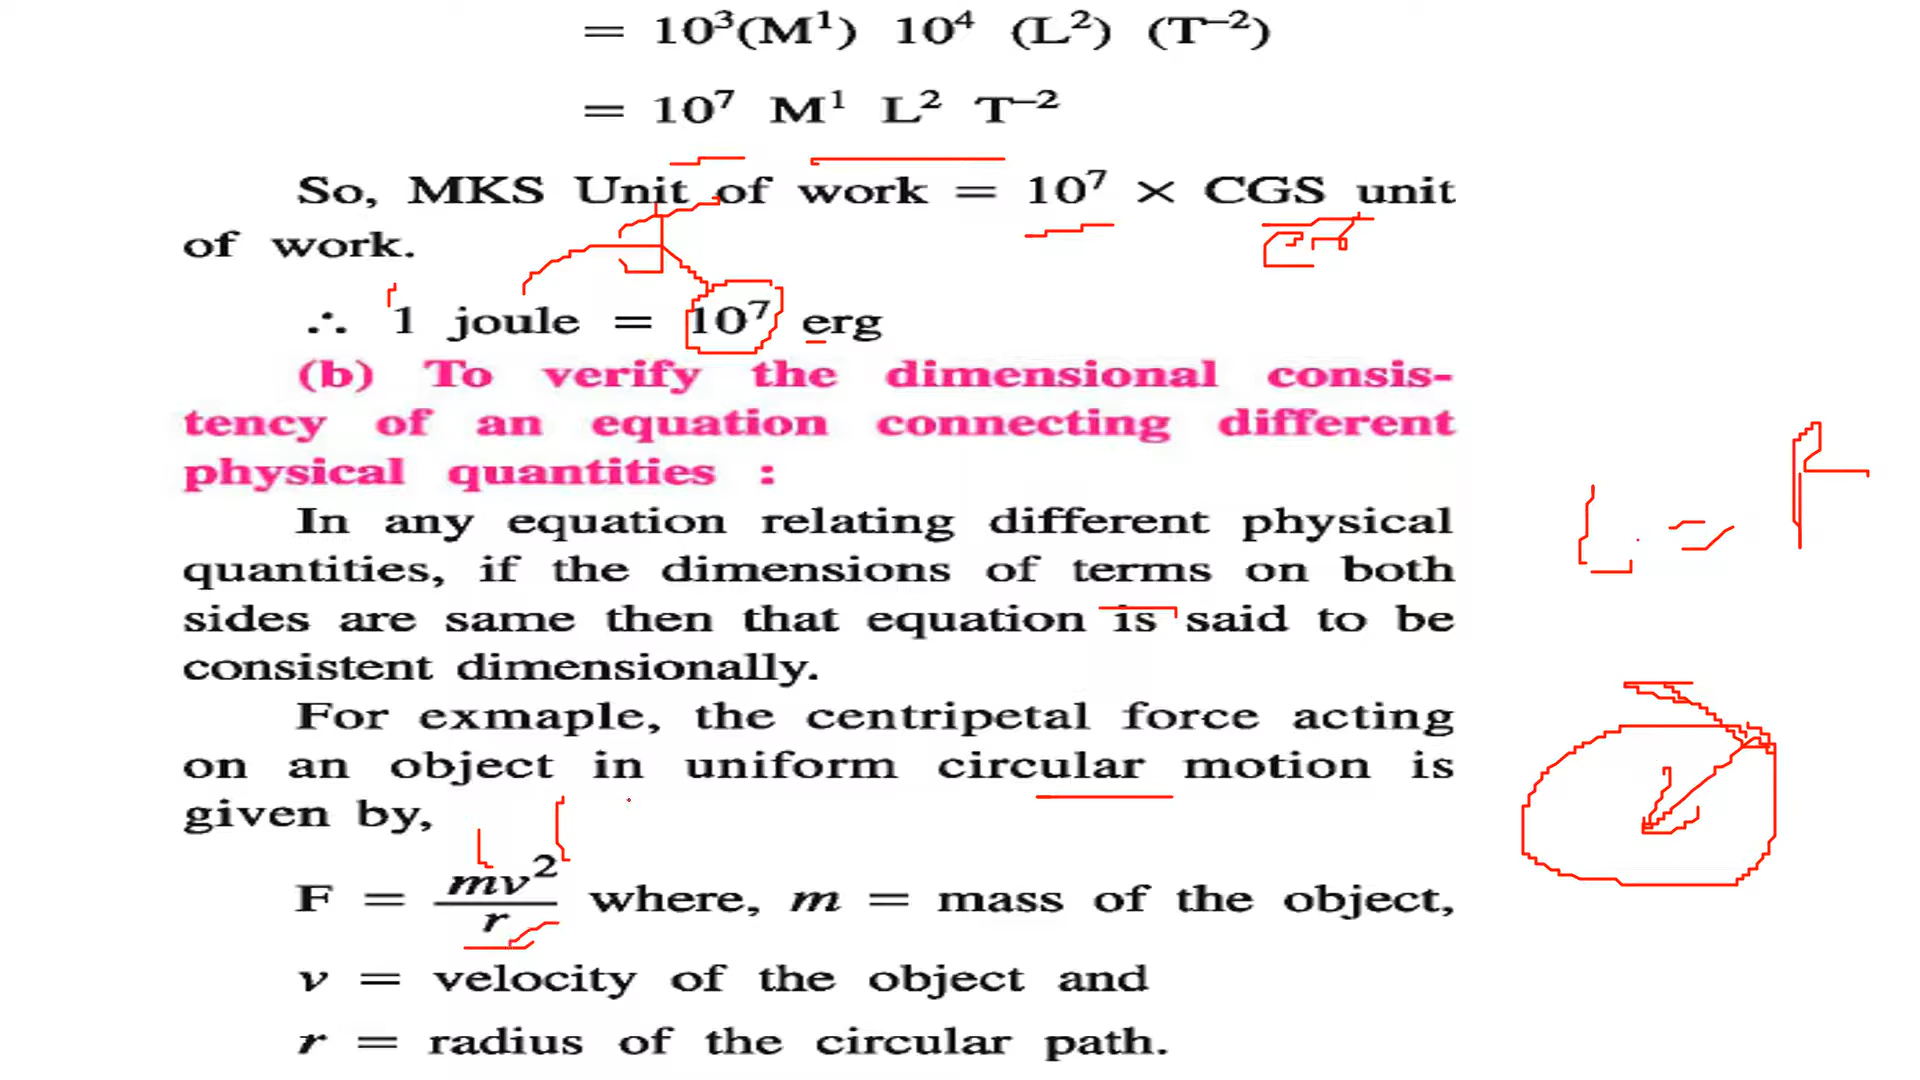 = 10³(M¹) 10⁴ (L²) (T⁻²)
= 10⁷ M¹ L² T⁻²
So, MKS Unit of work = 10⁷ × CGS unit
of work.
∴ 1 joule = 10⁷ erg
(b) To verify the dimensional consis-
tency of an equation connecting different
physical quantities :
In any equation relating different physical
quantities, if the dimensions of terms on both
sides are same then that equation is said to be
consistent dimensionally.
For exmaple, the centripetal force acting
on an object in uniform circular motion is
given by,
F = mv²/r where, m = mass of the object,
v = velocity of the object and
r = radius of the circular path.
L =